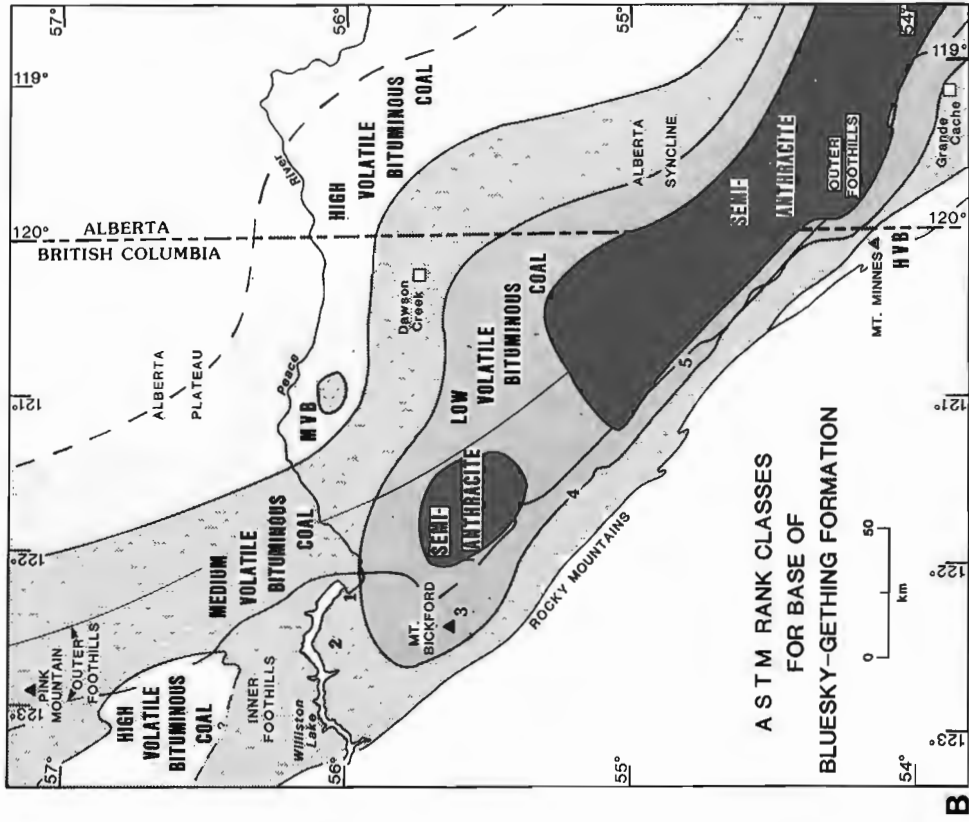 57°
56°
55°
54°
119°
119°
120°
120°
121°
121°
122°
122°
123°
123°
57°
56°
55°
54°
ALBERTA
BRITISH COLUMBIA
ALBERTA
PLATEAU
Peace
River
HIGH
VOLATILE
BITUMINOUS
COAL
MVB
Dawson
Creek
ALBERTA
SYNCLINE
MEDIUM
VOLATILE
BITUMINOUS
COAL
LOW
VOLATILE
BITUMINOUS
COAL
SEMI-
ANTHRACITE
SEMI-
ANTHRACITE
OUTER
FOOTHILLS
Grande
Cache
PINK
MOUNTAIN
OUTER
FOOTHILLS
HIGH
VOLATILE
BITUMINOUS
COAL
?
INNER
FOOTHILLS
Williston
Lake
1
2
MT.
BICKFORD
3
4
5
ROCKY MOUNTAINS
MT. MINNES
HVB
ASTM RANK CLASSES
FOR BASE OF
BLUESKY-GETHING FORMATION
0
50
km
B